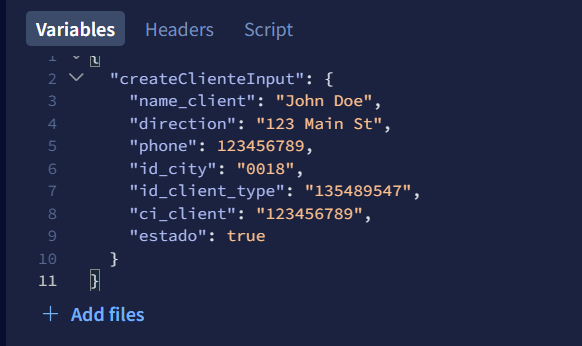 Variables Headers Script
1 {
2 "createClienteInput": {
3 "name_client": "John Doe",
4 "direction": "123 Main St",
5 "phone": 123456789,
6 "id_city": "0018",
7 "id_client_type": "135489547",
8 "ci_client": "123456789",
9 "estado": true
10 }
11 }
+ Add files